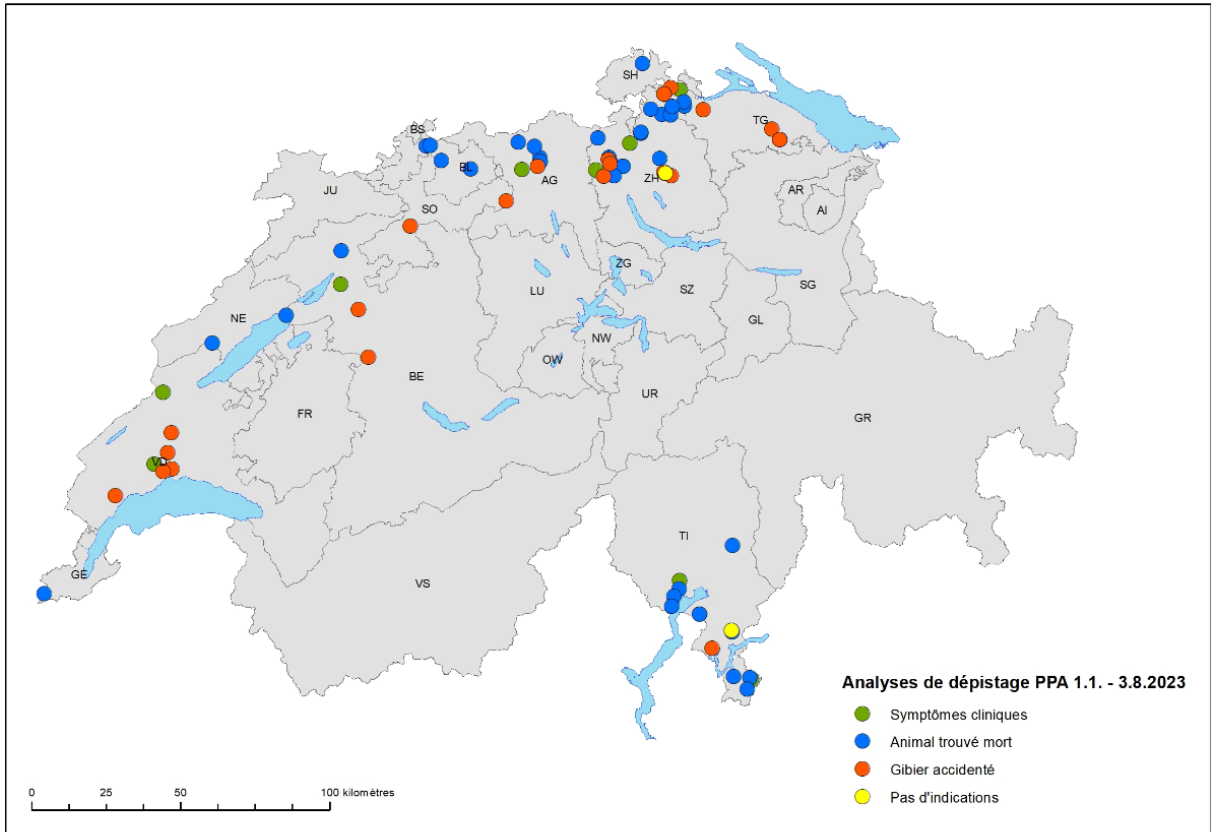 SH
BS
TG
BL
AG
ZH
JU
AR
SO
AI
ZG
LU
SZ
SG
NE
GL
NW
OW
BE
UR
FR
GR
VD
TI
GE
VS
Analyses de dépistage PPA 1.1. - 3.8.2023
Symptômes cliniques
Animal trouvé mort
Gibier accidenté
Pas d'indications
0 25 50 100 kilomètres